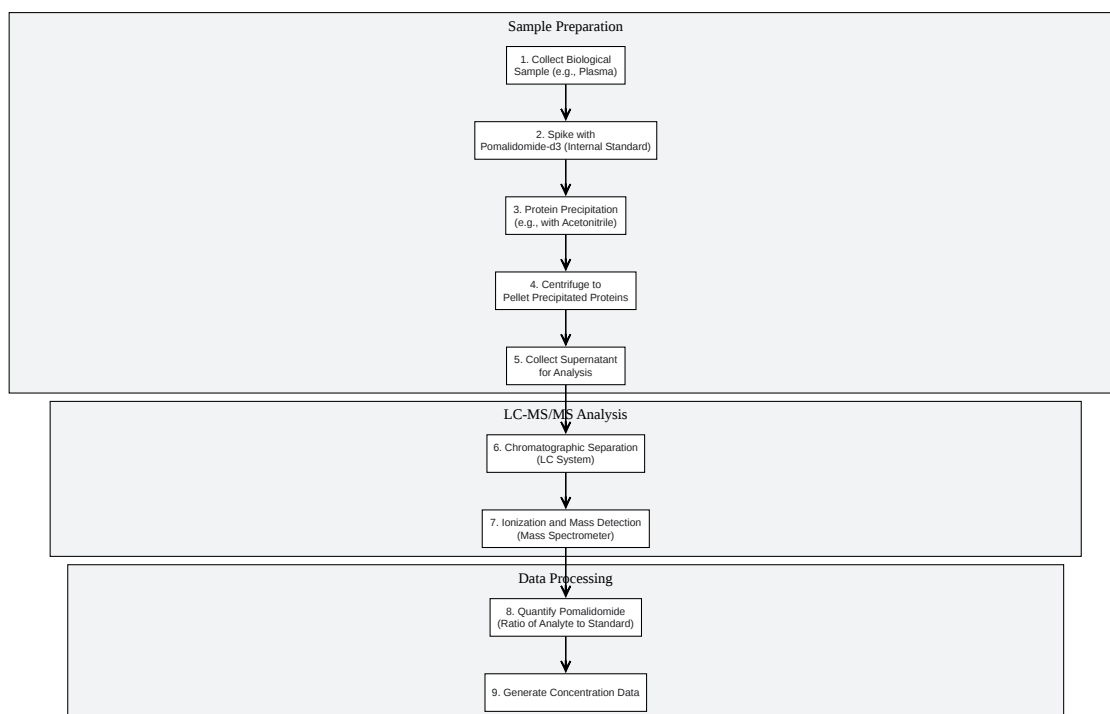 Sample Preparation
1. Collect Biological
Sample (e.g., Plasma)
2. Spike with
Pomalidomide-d3 (Internal Standard)
3. Protein Precipitation
(e.g., with Acetonitrile)
4. Centrifuge to
Pellet Precipitated Proteins
5. Collect Supernatant
for Analysis
LC-MS/MS Analysis
6. Chromatographic Separation
(LC System)
7. Ionization and Mass Detection
(Mass Spectrometer)
Data Processing
8. Quantify Pomalidomide
(Ratio of Analyte to Standard)
9. Generate Concentration Data